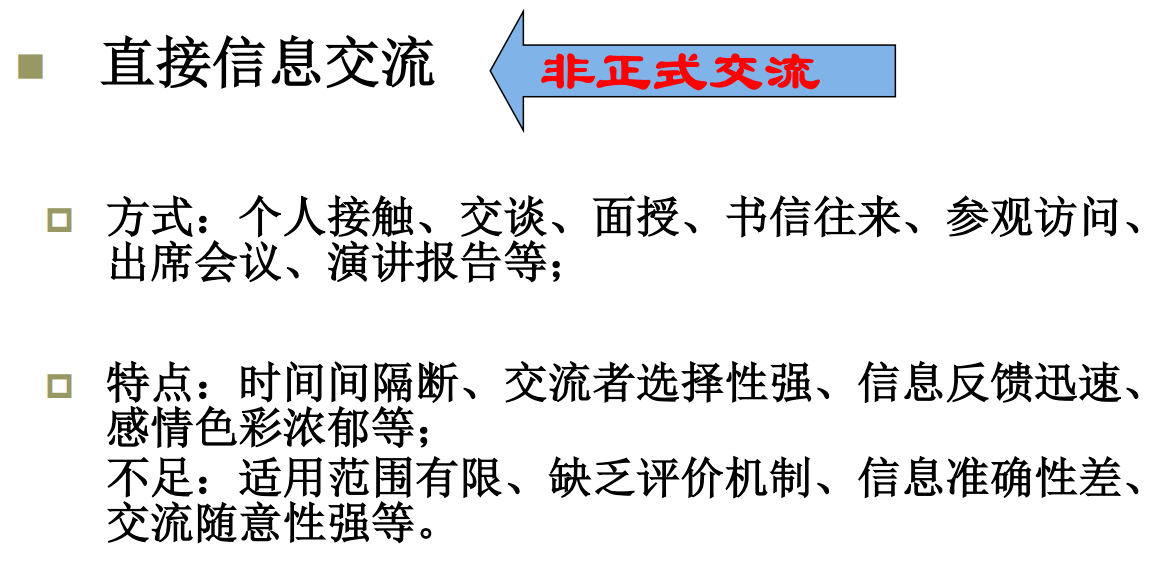 直接信息交流
非正式交流
方式：个人接触、交谈、面授、书信往来、参观访问、
出席会议、演讲报告等；
特点：时间间隔断、交流者选择性强、信息反馈迅速、
感情色彩浓郁等；
不足：适用范围有限、缺乏评价机制、信息准确性差、
交流随意性强等。